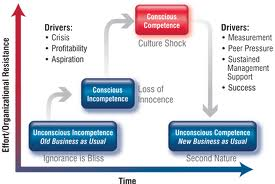 Effort/Organizational Resistance
Drivers:
• Crisis
• Profitability
• Aspiration
Conscious
Competence
Culture Shock
Drivers:
• Measurement
• Peer Pressure
• Sustained
Management
Support
• Success
Conscious
Incompetence
Loss of
Innocence
Unconscious Incompetence
Old Business as Usual
Ignorance is Bliss
Unconscious Competence
New Business as Usual
Second Nature
Time